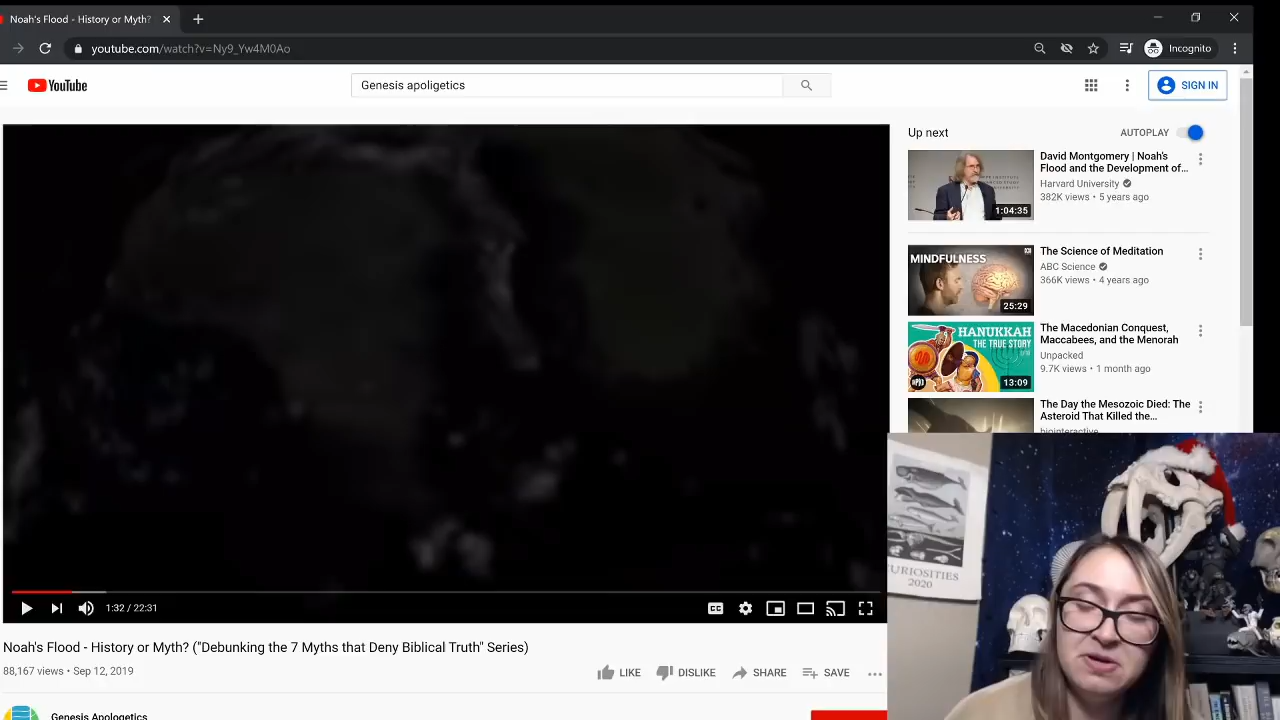 Noah's Flood - History or Myth?
youtube.com/watch?v=Ny9_Yw4M0Ao
Incognito
YouTube
Genesis apoligetics
SIGN IN
Up next
AUTOPLAY
David Montgomery | Noah's
Flood and the Development of...
Harvard University
382K views • 5 years ago
1:04:35
MINDFULNESS
The Science of Meditation
ABC Science
366K views • 4 years ago
25:29
HANUKKAH
THE TRUE STORY
The Macedonian Conquest,
Maccabees, and the Menorah
Unpacked
9.7K views • 1 month ago
13:09
The Day the Mesozoic Died: The
Asteroid That Killed the...
biointeractive
1:32 / 22:31
CC
Noah's Flood - History or Myth? ("Debunking the 7 Myths that Deny Biblical Truth" Series)
88,167 views • Sep 12, 2019
LIKE
DISLIKE
SHARE
SAVE
Genesis Apologetics
URIOSITIES
2020